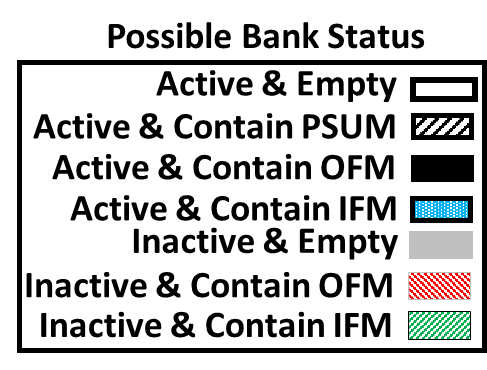 Possible Bank Status
Active & Empty
Active & Contain PSUM
Active & Contain OFM
Active & Contain IFM
Inactive & Empty
Inactive & Contain OFM
Inactive & Contain IFM